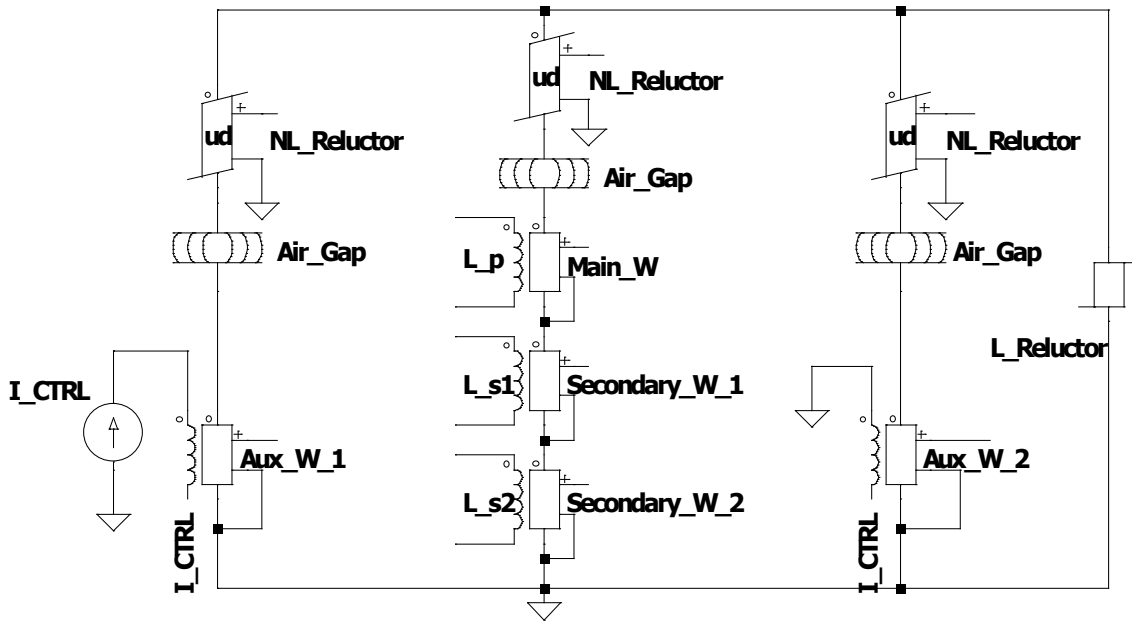 ud
NL_Reluctor
Air_Gap
ud
NL_Reluctor
ud
NL_Reluctor
Air_Gap
Air_Gap
L_p
Main_W
L_Reluctor
I_CTRL
L_s1
Secondary_W_1
Aux_W_1
Aux_W_2
L_s2
Secondary_W_2
I_CTRL
I_CTRL